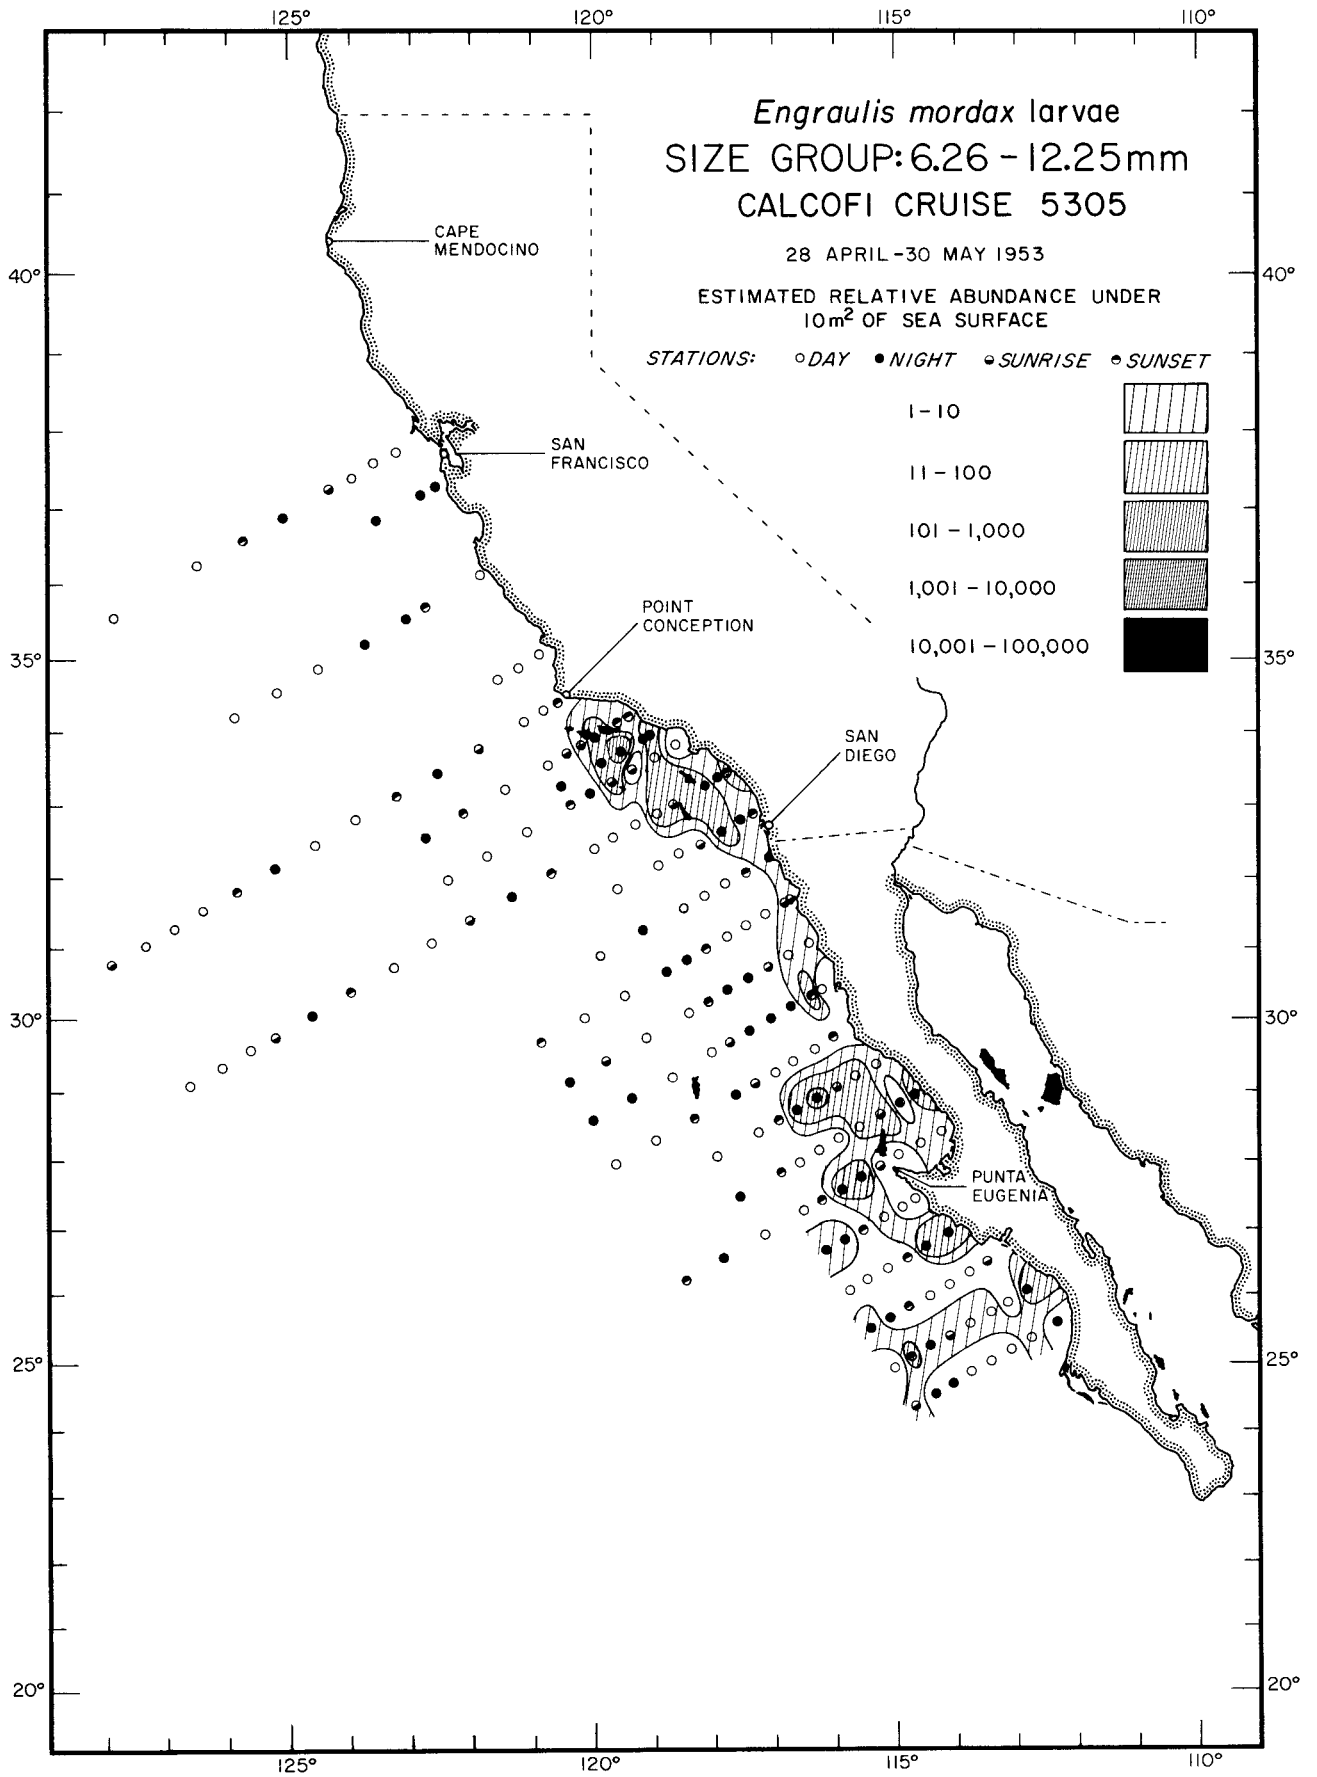 125°
120°
115°
110°
Engraulis mordax larvae
SIZE GROUP: 6.26 – 12.25mm
CALCOFI CRUISE 5305
28 APRIL – 30 MAY 1953
ESTIMATED RELATIVE ABUNDANCE UNDER
10m² OF SEA SURFACE
STATIONS: DAY NIGHT SUNRISE SUNSET
1 – 10
11 – 100
101 – 1,000
1,001 – 10,000
10,001 – 100,000
CAPE
MENDOCINO
40°
40°
SAN
FRANCISCO
POINT
CONCEPTION
35°
35°
SAN
DIEGO
30°
30°
PUNTA
EUGENIA
25°
25°
20°
20°
125°
120°
115°
110°